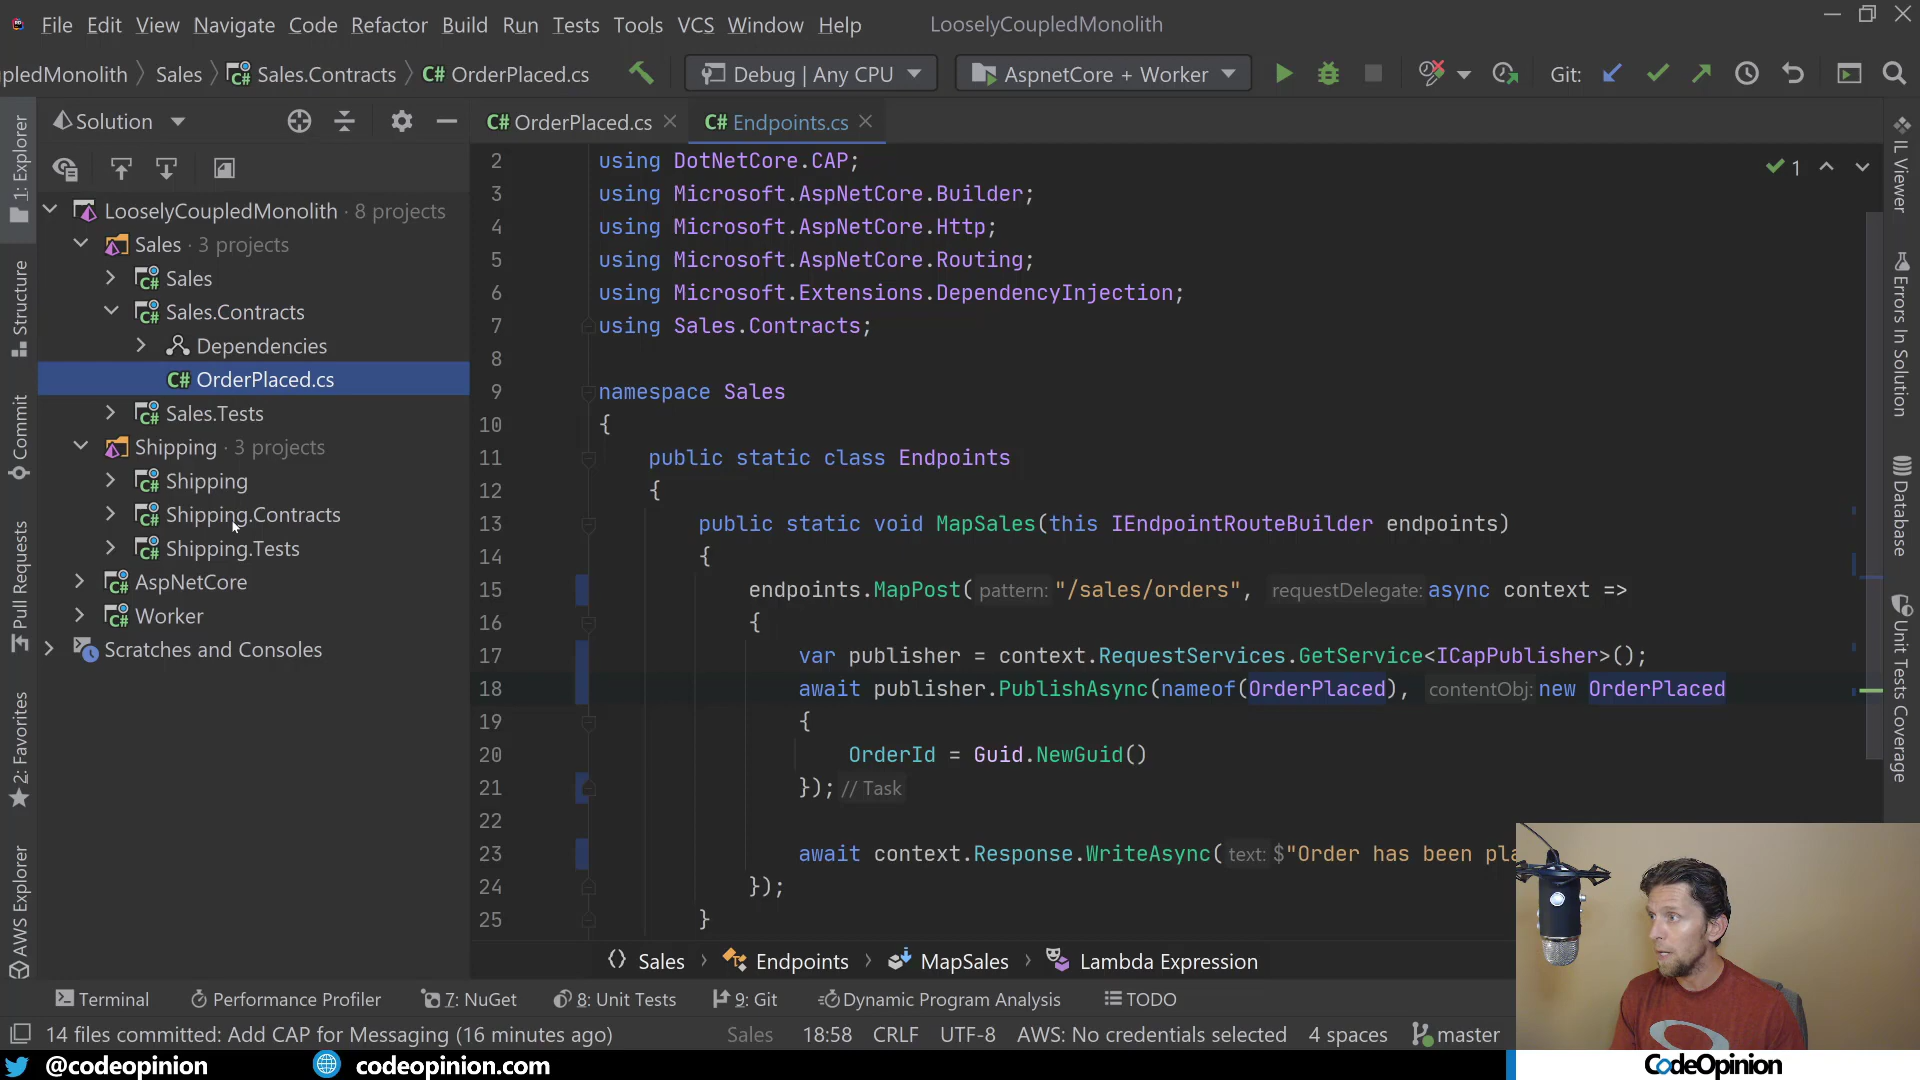 File Edit View Navigate Code Refactor Build Run Tests Tools VCS Window Help LooselyCoupledMonolith
pledMonolith Sales Sales.Contracts C# OrderPlaced.cs Debug | Any CPU AspnetCore + Worker Git:
Solution
C# OrderPlaced.cs C# Endpoints.cs
1: Explorer
Structure
Commit
Pull Requests
2: Favorites
AWS Explorer
LooselyCoupledMonolith · 8 projects
Sales · 3 projects
C# Sales
C# Sales.Contracts
Dependencies
C# OrderPlaced.cs
C# Sales.Tests
Shipping · 3 projects
C# Shipping
C# Shipping.Contracts
C# Shipping.Tests
C# AspNetCore
C# Worker
Scratches and Consoles
1
2 using DotNetCore.CAP;
3 using Microsoft.AspNetCore.Builder;
4 using Microsoft.AspNetCore.Http;
5 using Microsoft.AspNetCore.Routing;
6 using Microsoft.Extensions.DependencyInjection;
7 using Sales.Contracts;
8
9 namespace Sales
10 {
11 public static class Endpoints
12 {
13 public static void MapSales(this IEndpointRouteBuilder endpoints)
14 {
15 endpoints.MapPost( pattern: "/sales/orders", requestDelegate: async context =>
16 {
17 var publisher = context.RequestServices.GetService<ICapPublisher>();
18 await publisher.PublishAsync(nameof(OrderPlaced), contentObj: new OrderPlaced
19 {
20 OrderId = Guid.NewGuid()
21 }); // Task
22
23 await context.Response.WriteAsync( text: $"Order has been pla
24 });
25 }
IL Viewer
Errors In Solution
Database
Unit Tests Coverage
Sales Endpoints MapSales Lambda Expression
Terminal Performance Profiler 7: NuGet 8: Unit Tests 9: Git Dynamic Program Analysis TODO
14 files committed: Add CAP for Messaging (16 minutes ago) Sales 18:58 CRLF UTF-8 AWS: No credentials selected 4 spaces master
@codeopinion codeopinion.com CodeOpinion